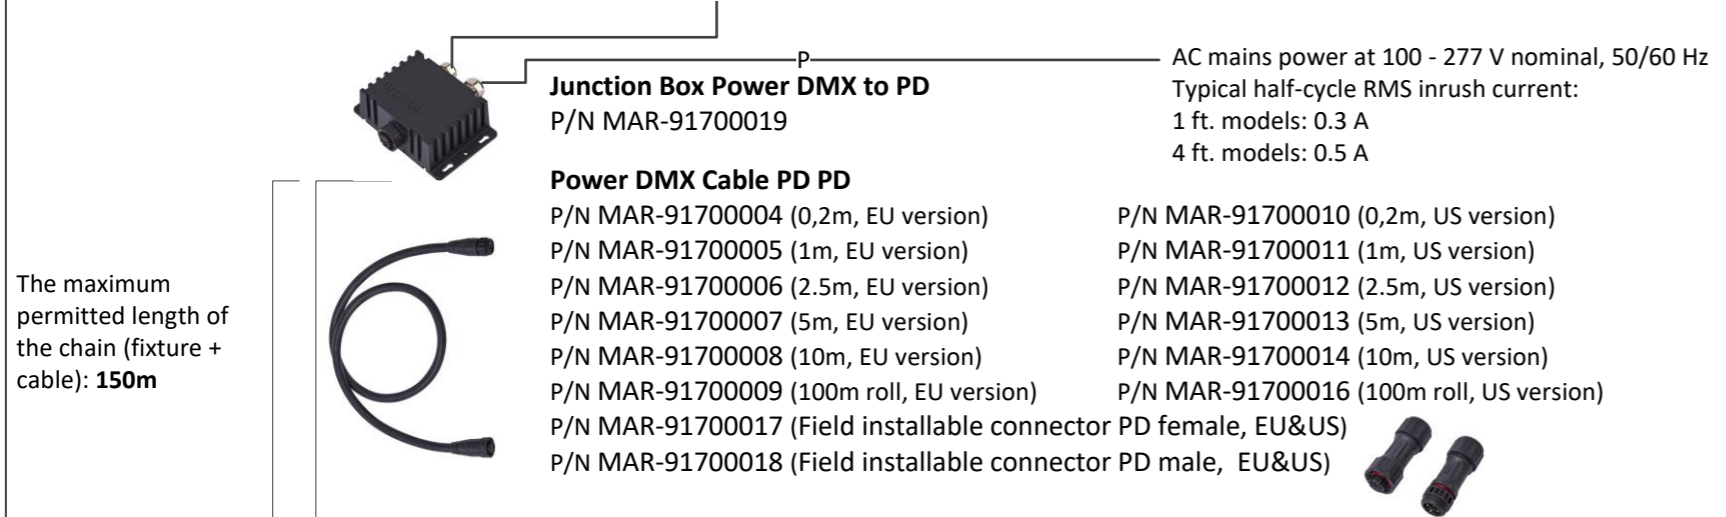 P
AC mains power at 100 - 277 V nominal, 50/60 Hz
Typical half-cycle RMS inrush current:
1 ft. models: 0.3 A
4 ft. models: 0.5 A
Junction Box Power DMX to PD
P/N MAR-91700019
Power DMX Cable PD PD
P/N MAR-91700004 (0,2m, EU version)
P/N MAR-91700005 (1m, EU version)
P/N MAR-91700006 (2.5m, EU version)
P/N MAR-91700007 (5m, EU version)
P/N MAR-91700008 (10m, EU version)
P/N MAR-91700009 (100m roll, EU version)
P/N MAR-91700017 (Field installable connector PD female, EU&US)
P/N MAR-91700018 (Field installable connector PD male, EU&US)
P/N MAR-91700010 (0,2m, US version)
P/N MAR-91700011 (1m, US version)
P/N MAR-91700012 (2.5m, US version)
P/N MAR-91700013 (5m, US version)
P/N MAR-91700014 (10m, US version)
P/N MAR-91700016 (100m roll, US version)
The maximum
permitted length of
the chain (fixture +
cable): 150m